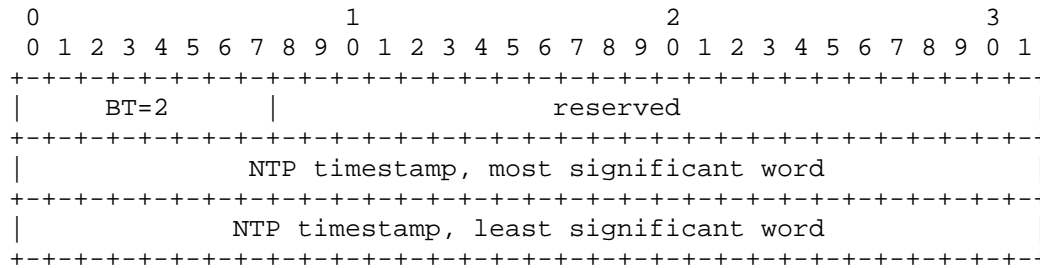 0                   1                   2                   3
 0 1 2 3 4 5 6 7 8 9 0 1 2 3 4 5 6 7 8 9 0 1 2 3 4 5 6 7 8 9 0 1
+-+-+-+-+-+-+-+-+-+-+-+-+-+-+-+-+-+-+-+-+-+-+-+-+-+-+-+-+-+-+-+-
|     BT=2      |                 reserved                      |
+-+-+-+-+-+-+-+-+-+-+-+-+-+-+-+-+-+-+-+-+-+-+-+-+-+-+-+-+-+-+-+-
|              NTP timestamp, most significant word             |
+-+-+-+-+-+-+-+-+-+-+-+-+-+-+-+-+-+-+-+-+-+-+-+-+-+-+-+-+-+-+-+-
|             NTP timestamp, least significant word             |
+-+-+-+-+-+-+-+-+-+-+-+-+-+-+-+-+-+-+-+-+-+-+-+-+-+-+-+-+-+-+-+-